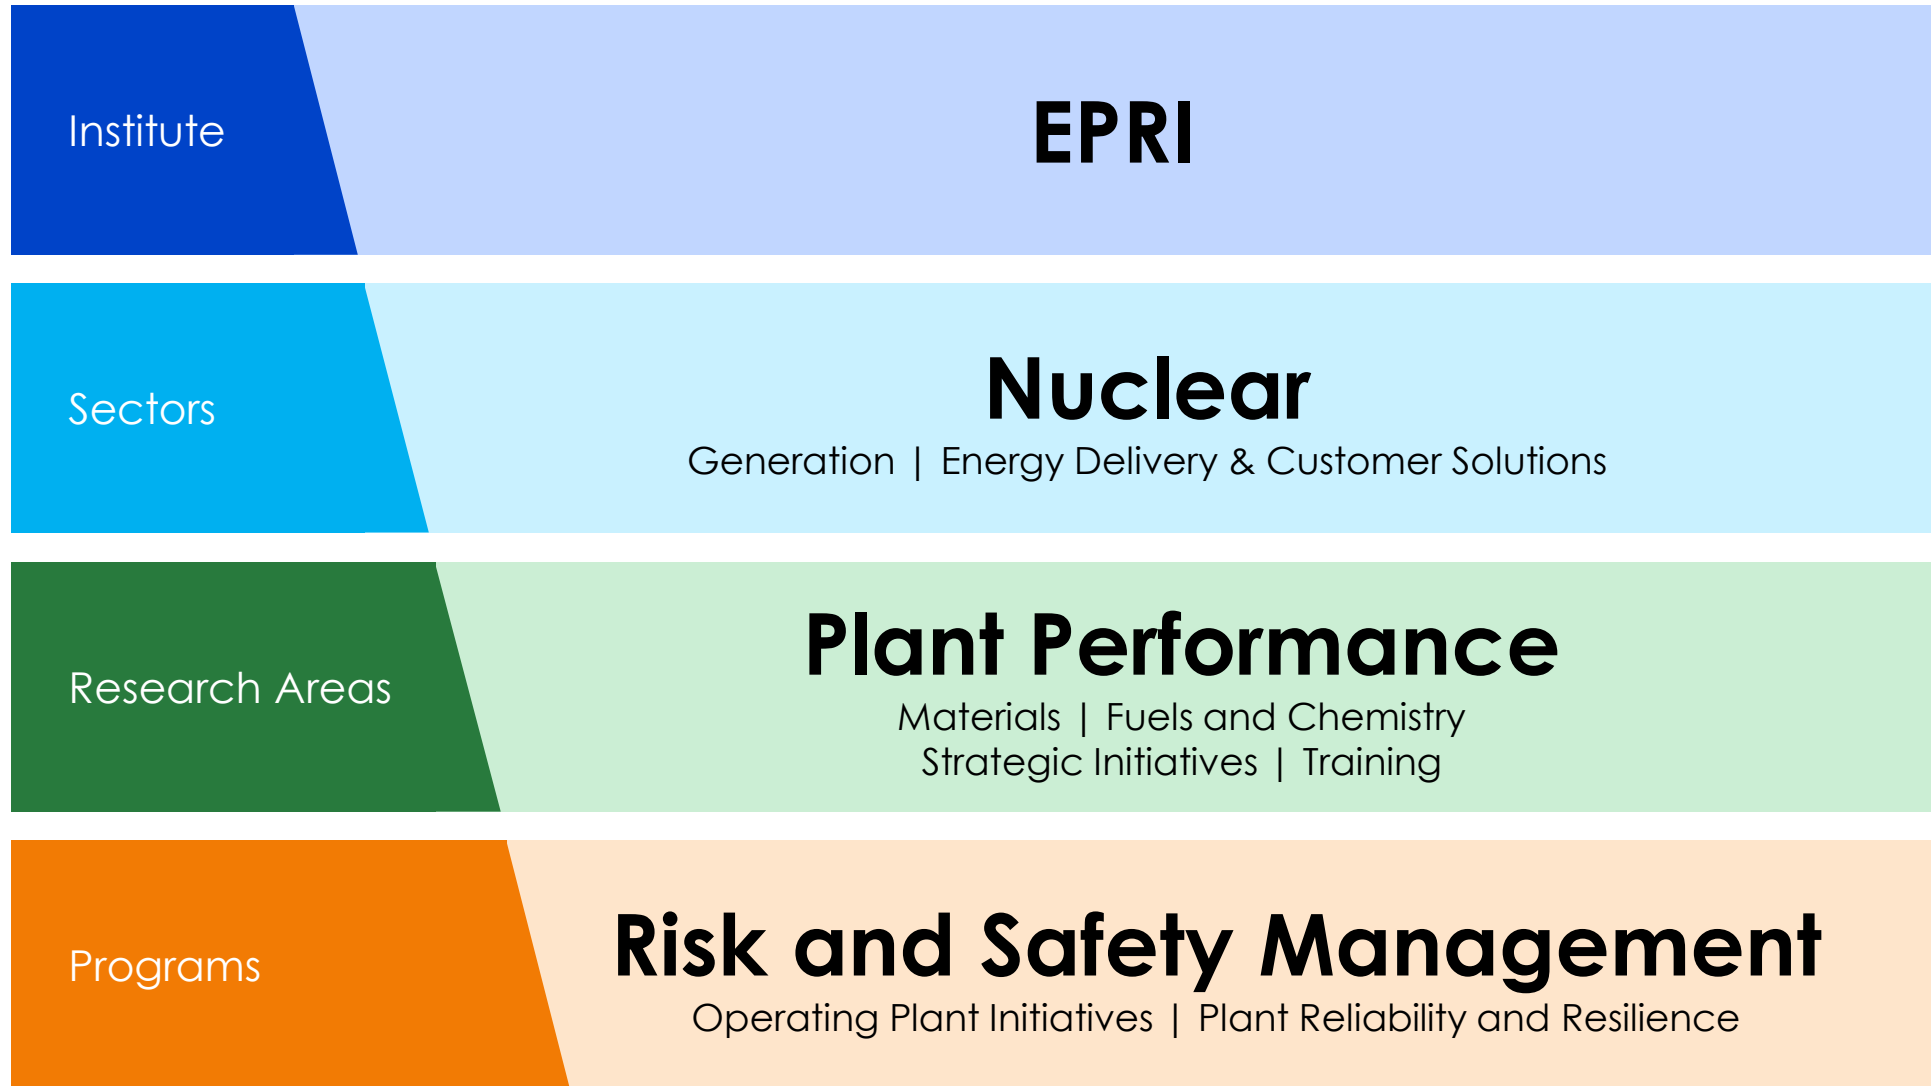 Institute
EPRI
Sectors
Nuclear
Generation | Energy Delivery & Customer Solutions
Research Areas
Plant Performance
Materials | Fuels and Chemistry
Strategic Initiatives | Training
Programs
Risk and Safety Management
Operating Plant Initiatives | Plant Reliability and Resilience